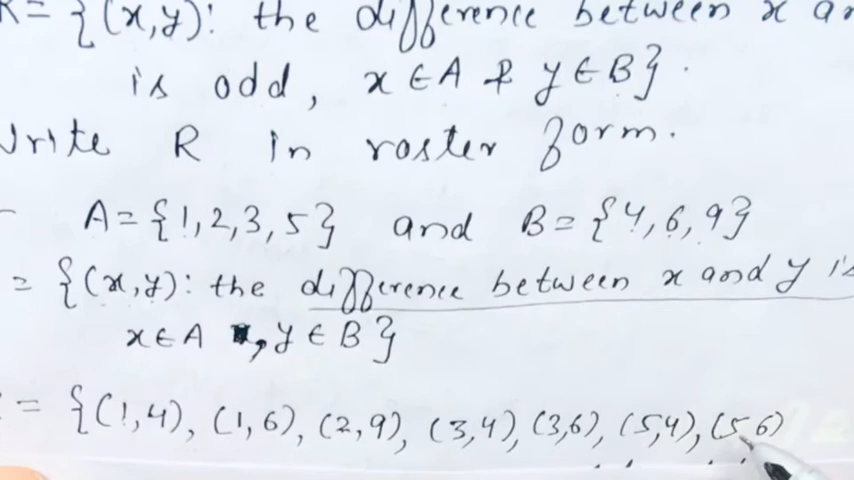 R = {(x,y): the difference between x
is odd, x ∈ A & y ∈ B}.
Write R in roster form.
A = {1,2,3,5} and B = {4,6,9}
= {(x,y): the difference between x and y is
x ∈ A , y ∈ B}
= {(1,4), (1,6), (2,9), (3,4), (3,6), (5,4), (5 6)